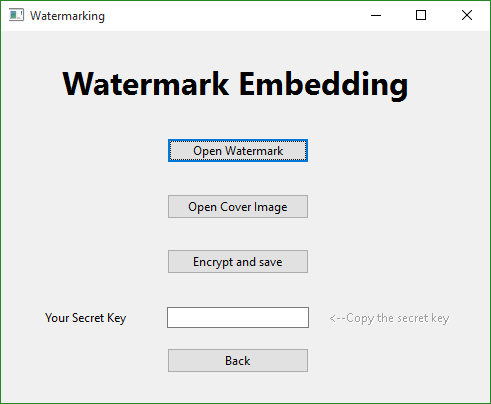 Watermarking
Watermark Embedding
Open Watermark
Open Cover Image
Encrypt and save
Your Secret Key <--Copy the secret key
Back